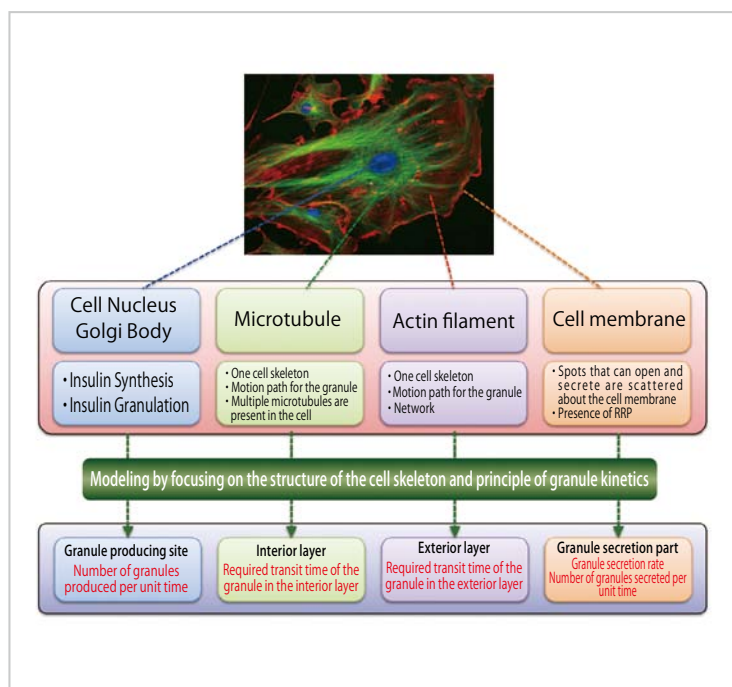 Cell Nucleus
Golgi Body
Microtubule
Actin filament
Cell membrane
• Insulin Synthesis
• Insulin Granulation
• One cell skeleton
• Motion path for the granule
• Multiple microtubules are
present in the cell
• One cell skeleton
• Motion path for the granule
• Network
• Spots that can open and
secrete are scattered
about the cell membrane
• Presence of RRP
Modeling by focusing on the structure of the cell skeleton and principle of granule kinetics
Granule producing site
Number of granules
produced per unit time
Interior layer
Required transit time of the
granule in the interior layer
Exterior layer
Required transit time of the
granule in the exterior layer
Granule secretion part
Granule secretion rate
Number of granules secreted per
unit time